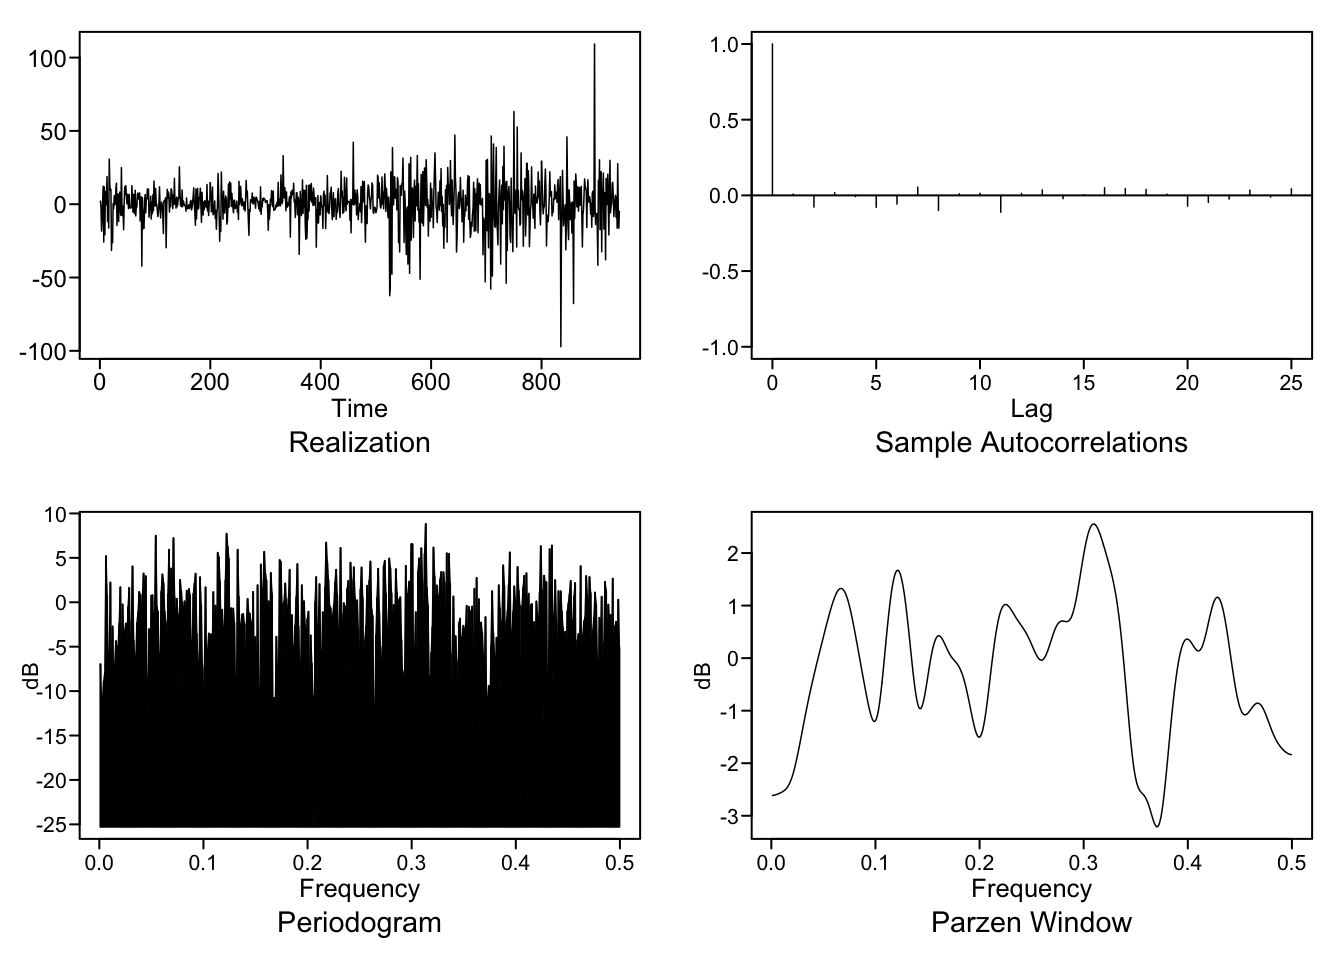 100
50
0
-50
-100
0 200 400 600 800
Time
Realization
1.0
0.5
0.0
-0.5
-1.0
0 5 10 15 20 25
Lag
Sample Autocorrelations
10
5
0
-5
-10
-15
-20
-25
dB
0.0 0.1 0.2 0.3 0.4 0.5
Frequency
Periodogram
2
1
0
-1
-2
-3
dB
0.0 0.1 0.2 0.3 0.4 0.5
Frequency
Parzen Window